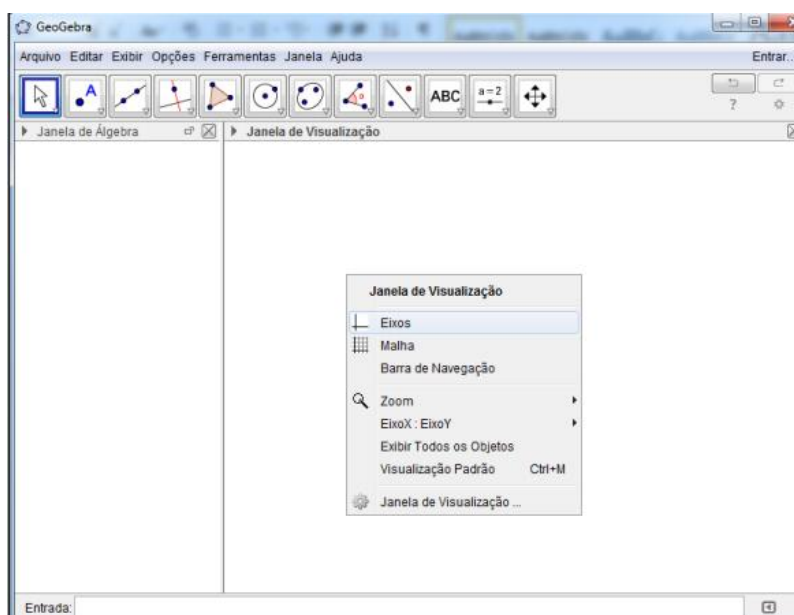 GeoGebra
Arquivo Editar Exibir Opções Ferramentas Janela Ajuda
Entrar...
A
ABC
a=2
?
Janela de Álgebra
Janela de Visualização
Janela de Visualização
Eixos
Malha
Barra de Navegação
Zoom
EixoX : EixoY
Exibir Todos os Objetos
Visualização Padrão Ctrl+M
Janela de Visualização ...
Entrada: